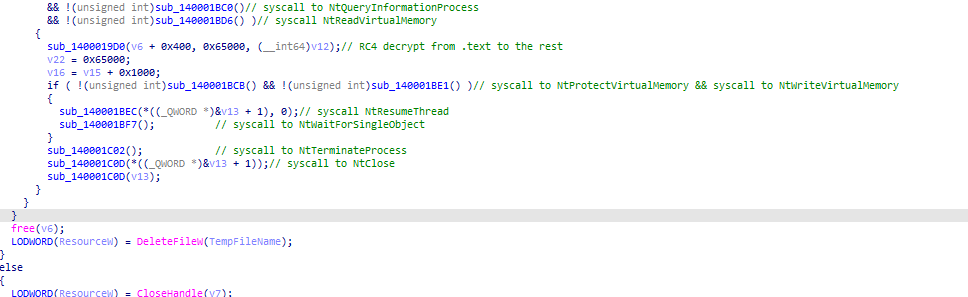 && !(unsigned int)sub_140001BC0()// syscall to NtQueryInformationProcess
&& !(unsigned int)sub_140001BD6() )// syscall NtReadVirtualMemory
{
sub_1400019D0(v6 + 0x400, 0x65000, (__int64)v12);// RC4 decrypt from .text to the rest
v22 = 0x65000;
v16 = v15 + 0x1000;
if ( !(unsigned int)sub_140001BCB() && !(unsigned int)sub_140001BE1() )// syscall to NtProtectVirtualMemory && syscall to NtWriteVirtualMemory
{
sub_140001BEC(*((_QWORD *)&v13 + 1), 0);// syscall NtResumeThread
sub_140001BF7(); // syscall to NtWaitForSingleObject
}
sub_140001C02(); // syscall to NtTerminateProcess
sub_140001C0D(*((_QWORD *)&v13 + 1));// syscall to NtClose
sub_140001C0D(v13);
}
}
}
free(v6);
LODWORD(ResourceW) = DeleteFileW(TempFileName);
}
else
{
LODWORD(ResourceW) = CloseHandle(v7);